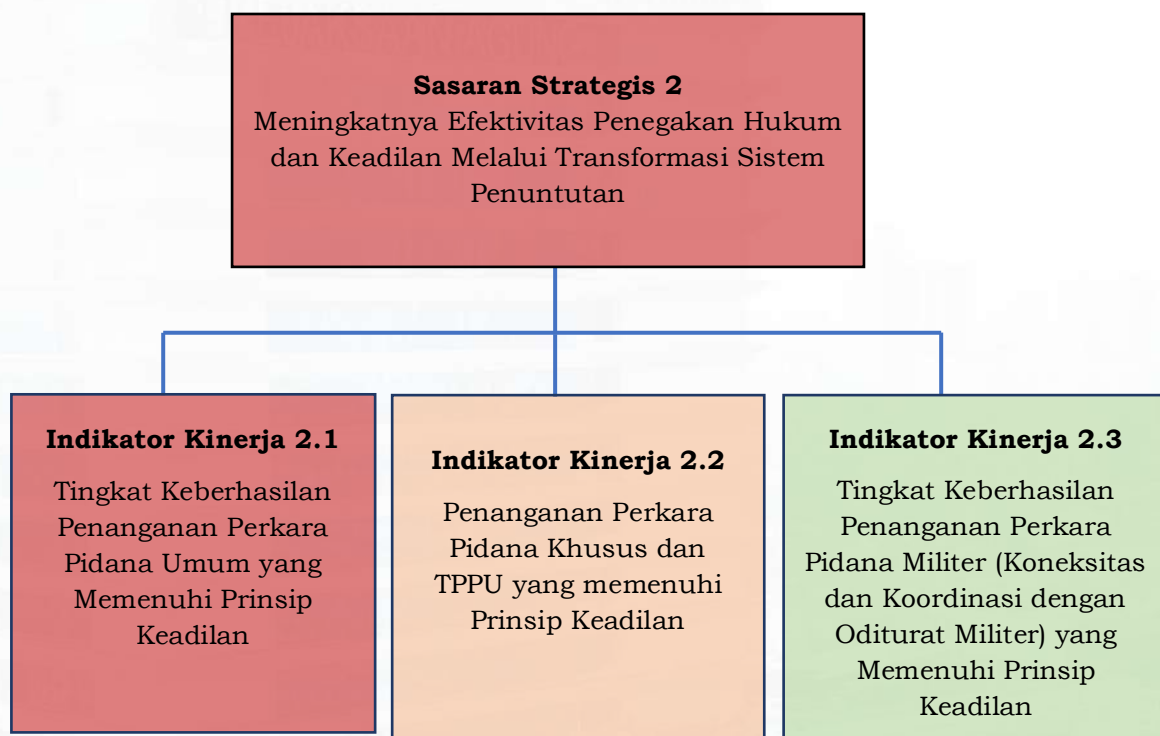 Sasaran Strategis 2
Meningkatnya Efektivitas Penegakan Hukum
dan Keadilan Melalui Transformasi Sistem
Penuntutan
Indikator Kinerja 2.1
Tingkat Keberhasilan
Penanganan Perkara
Pidana Umum yang
Memenuhi Prinsip
Keadilan
Indikator Kinerja 2.2
Penanganan Perkara
Pidana Khusus dan
TPPU yang memenuhi
Prinsip Keadilan
Indikator Kinerja 2.3
Tingkat Keberhasilan
Penanganan Perkara
Pidana Militer (Koneksitas
dan Koordinasi dengan
Oditurat Militer) yang
Memenuhi Prinsip
Keadilan